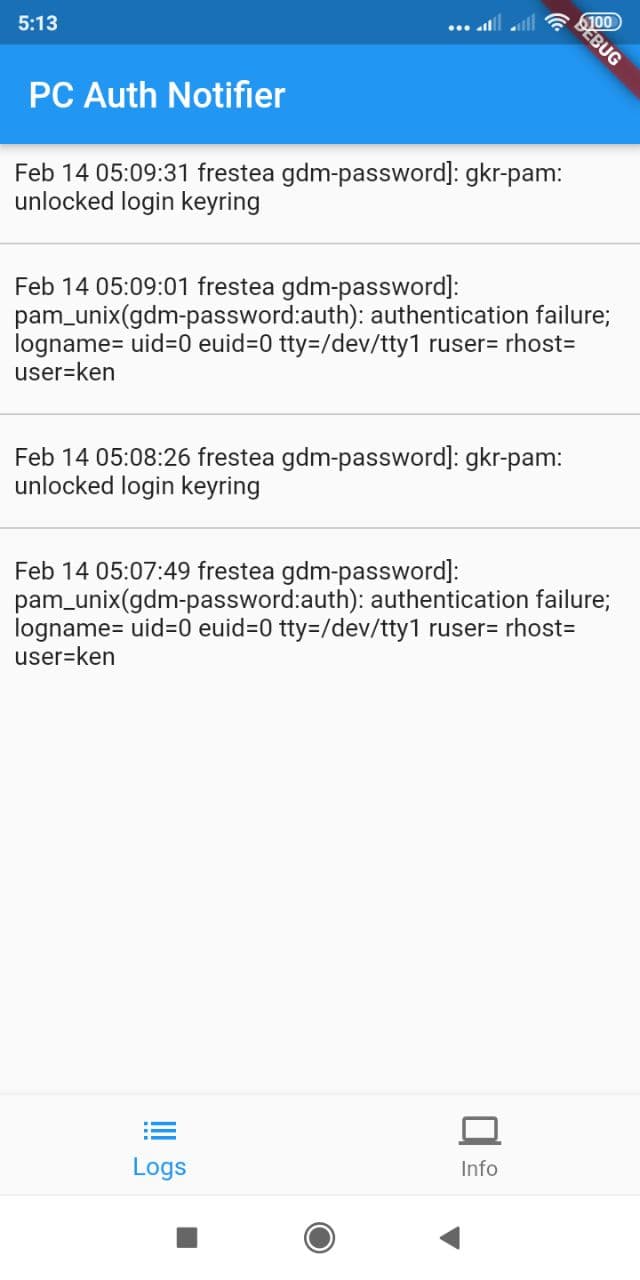 5:13
100
DEBUG
PC Auth Notifier
Feb 14 05:09:31 frestea gdm-password]: gkr-pam:
unlocked login keyring
Feb 14 05:09:01 frestea gdm-password]:
pam_unix(gdm-password:auth): authentication failure;
logname= uid=0 euid=0 tty=/dev/tty1 ruser= rhost=
user=ken
Feb 14 05:08:26 frestea gdm-password]: gkr-pam:
unlocked login keyring
Feb 14 05:07:49 frestea gdm-password]:
pam_unix(gdm-password:auth): authentication failure;
logname= uid=0 euid=0 tty=/dev/tty1 ruser= rhost=
user=ken
Logs
Info